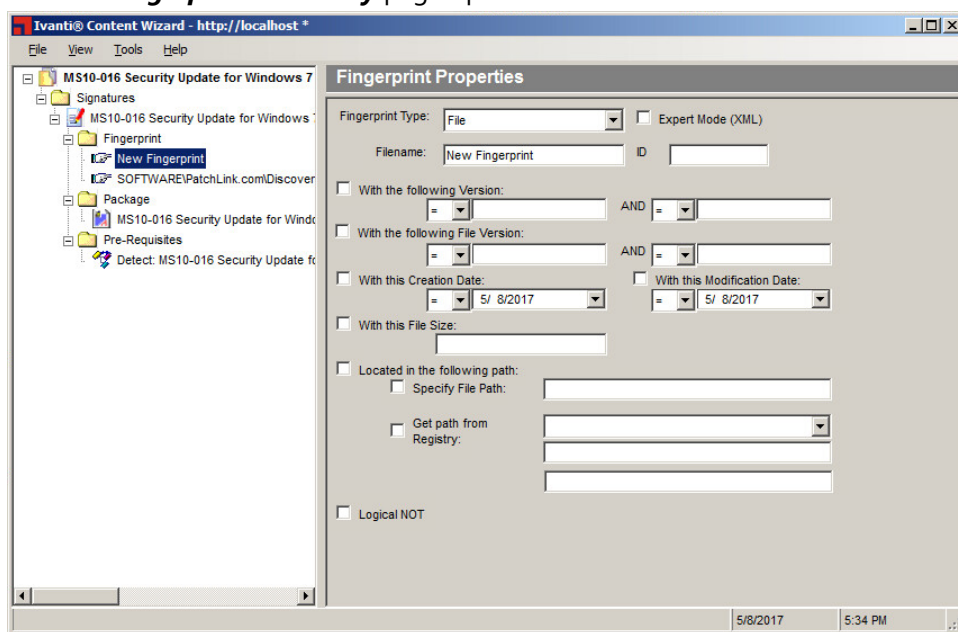 Ivanti® Content Wizard - http://localhost *
File View Tools Help
MS10-016 Security Update for Windows 7
Signatures
MS10-016 Security Update for Windows
Fingerprint
New Fingerprint
SOFTWARE\PatchLink.com\Discover
Package
MS10-016 Security Update for Windo
Pre-Requisites
Detect: MS10-016 Security Update fo
Fingerprint Properties
Fingerprint Type: File Expert Mode (XML)
Filename: New Fingerprint ID
With the following Version:
= AND =
With the following File Version:
= AND =
With this Creation Date: With this Modification Date:
= 5/ 8/2017 = 5/ 8/2017
With this File Size:
Located in the following path:
Specify File Path:
Get path from
Registry:
Logical NOT
5/8/2017 5:34 PM